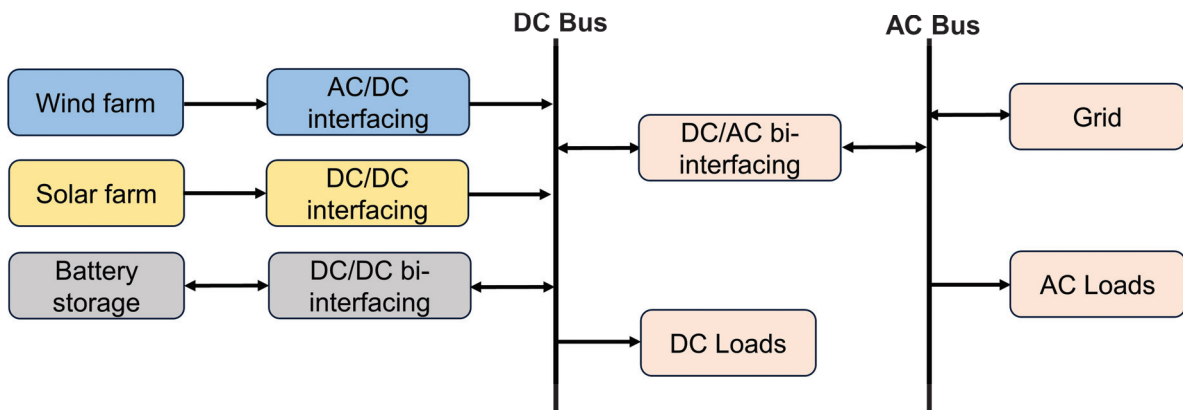 DC Bus
AC Bus
Wind farm
AC/DC
interfacing
DC/AC bi-
interfacing
Grid
Solar farm
DC/DC
interfacing
Battery
storage
DC/DC bi-
interfacing
AC Loads
DC Loads